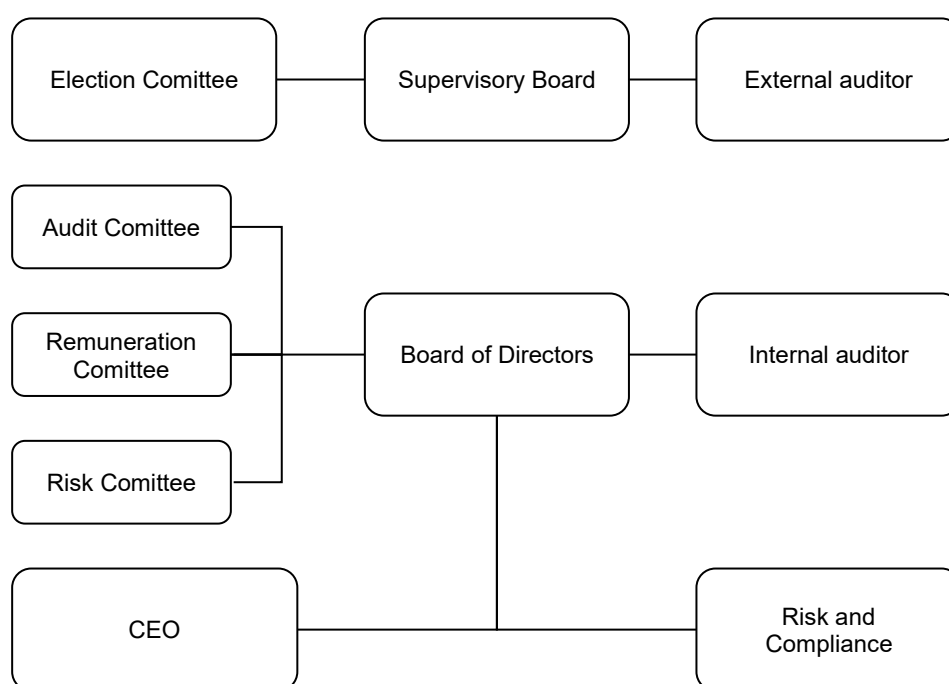 Election Comittee
Supervisory Board
External auditor
Audit Comittee
Remuneration
Comittee
Board of Directors
Internal auditor
Risk Comittee
CEO
Risk and
Compliance